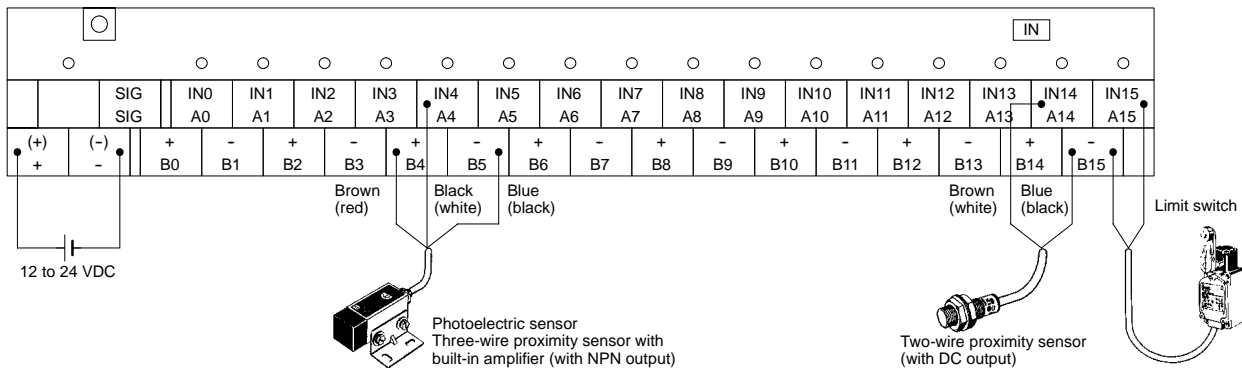 IN
SIG IN0 IN1 IN2 IN3 IN4 IN5 IN6 IN7 IN8 IN9 IN10 IN11 IN12 IN13 IN14 IN15
SIG A0 A1 A2 A3 A4 A5 A6 A7 A8 A9 A10 A11 A12 A13 A14 A15
(+) (-) + - + - + - + - + - + - + - + -
+ - B0 B1 B2 B3 B4 B5 B6 B7 B8 B9 B10 B11 B12 B13 B14 B15
Brown
(red)
Black
(white)
Blue
(black)
Brown
(white)
Blue
(black)
Limit switch
12 to 24 VDC
Photoelectric sensor
Three-wire proximity sensor with
built-in amplifier (with NPN output)
Two-wire proximity sensor
(with DC output)